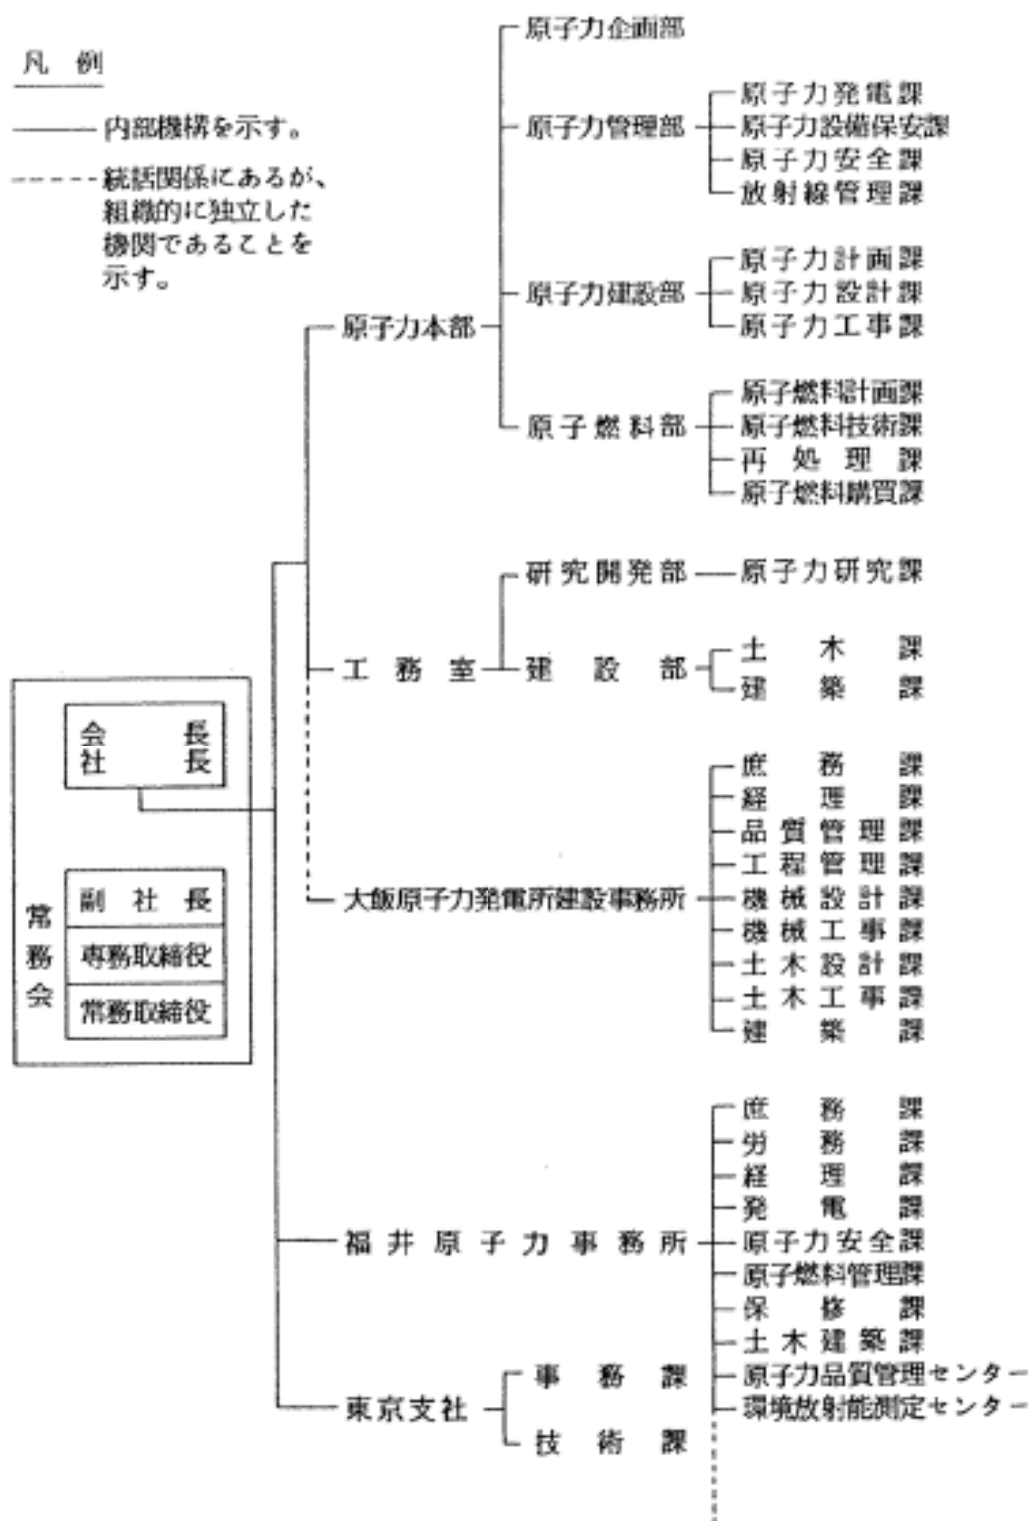 凡例
内部機構を示す。
統括関係にあるが、
組織的に独立した
機関であることを
示す。
会長
社長
常務会
副社長
専務取締役
常務取締役
原子力本部
原子力企画部
原子力管理部
原子力発電課
原子力設備保安課
原子力安全課
放射線管理課
原子力建設部
原子力計画課
原子力設計課
原子力工事課
原子燃料部
原子燃料計画課
原子燃料技術課
再処理課
原子燃料購買課
工務室
研究開発部
原子力研究課
建設部
土木課
建築課
大飯原子力発電所建設事務所
庶務課
経理課
品質管理課
工程管理課
機械設計課
機械工事課
土木設計課
土木工事課
建築課
福井原子力事務所
庶務課
労務課
経理課
発電課
原子力安全課
原子燃料管理課
保修課
土木建築課
原子力品質管理センター
環境放射能測定センター
東京支社
事務課
技術課